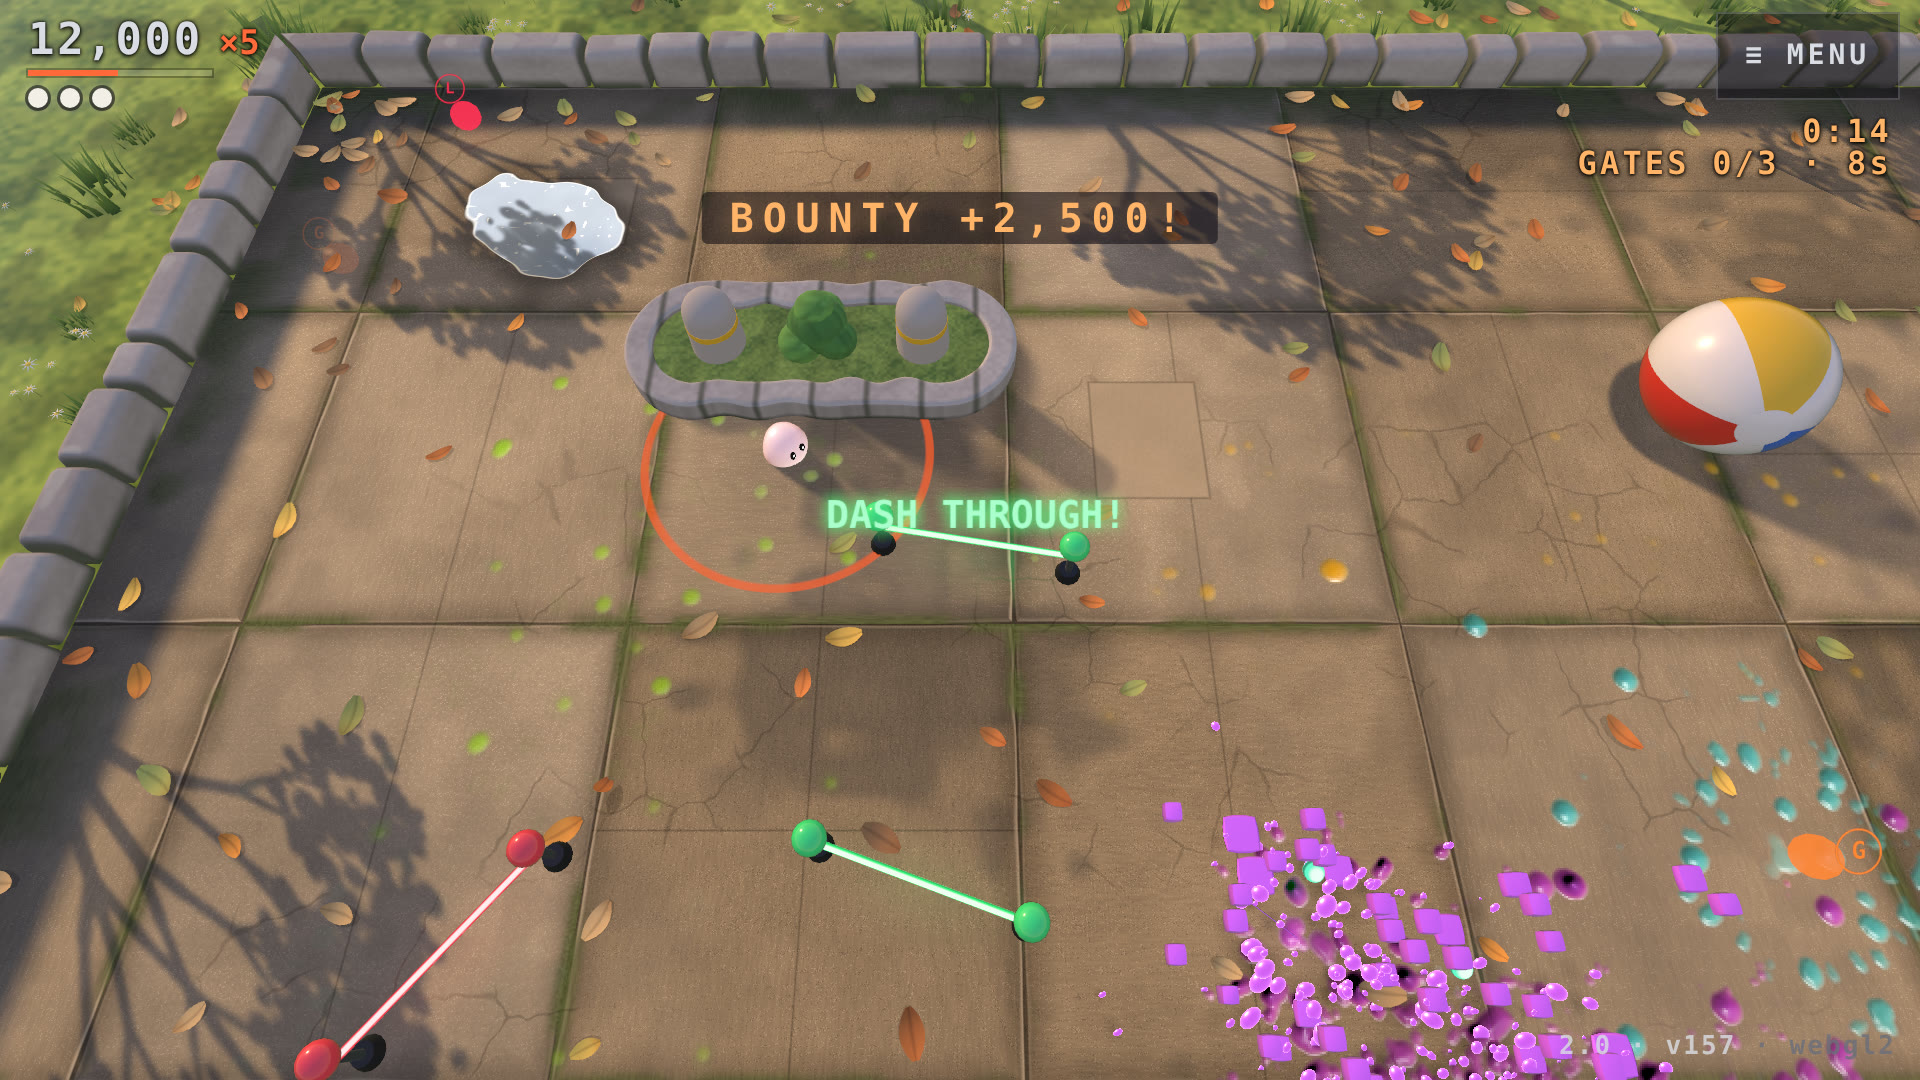 12,000 ×5
≡ MENU
L
0:14
GATES 0/3 · 8s
G
BOUNTY +2,500!
DASH THROUGH!
G
2.0 · v157 · webgl2